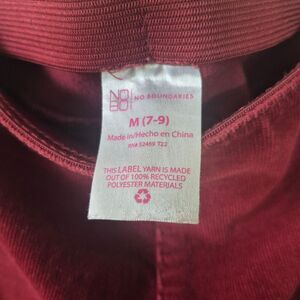 NO
BO
NO BOUNDARIES
M (7-9)
Made in/Hecho en China
RN# 52469 T22
THIS LABEL YARN IS MADE
OUT OF 100% RECYCLED
POLYESTER MATERIALS